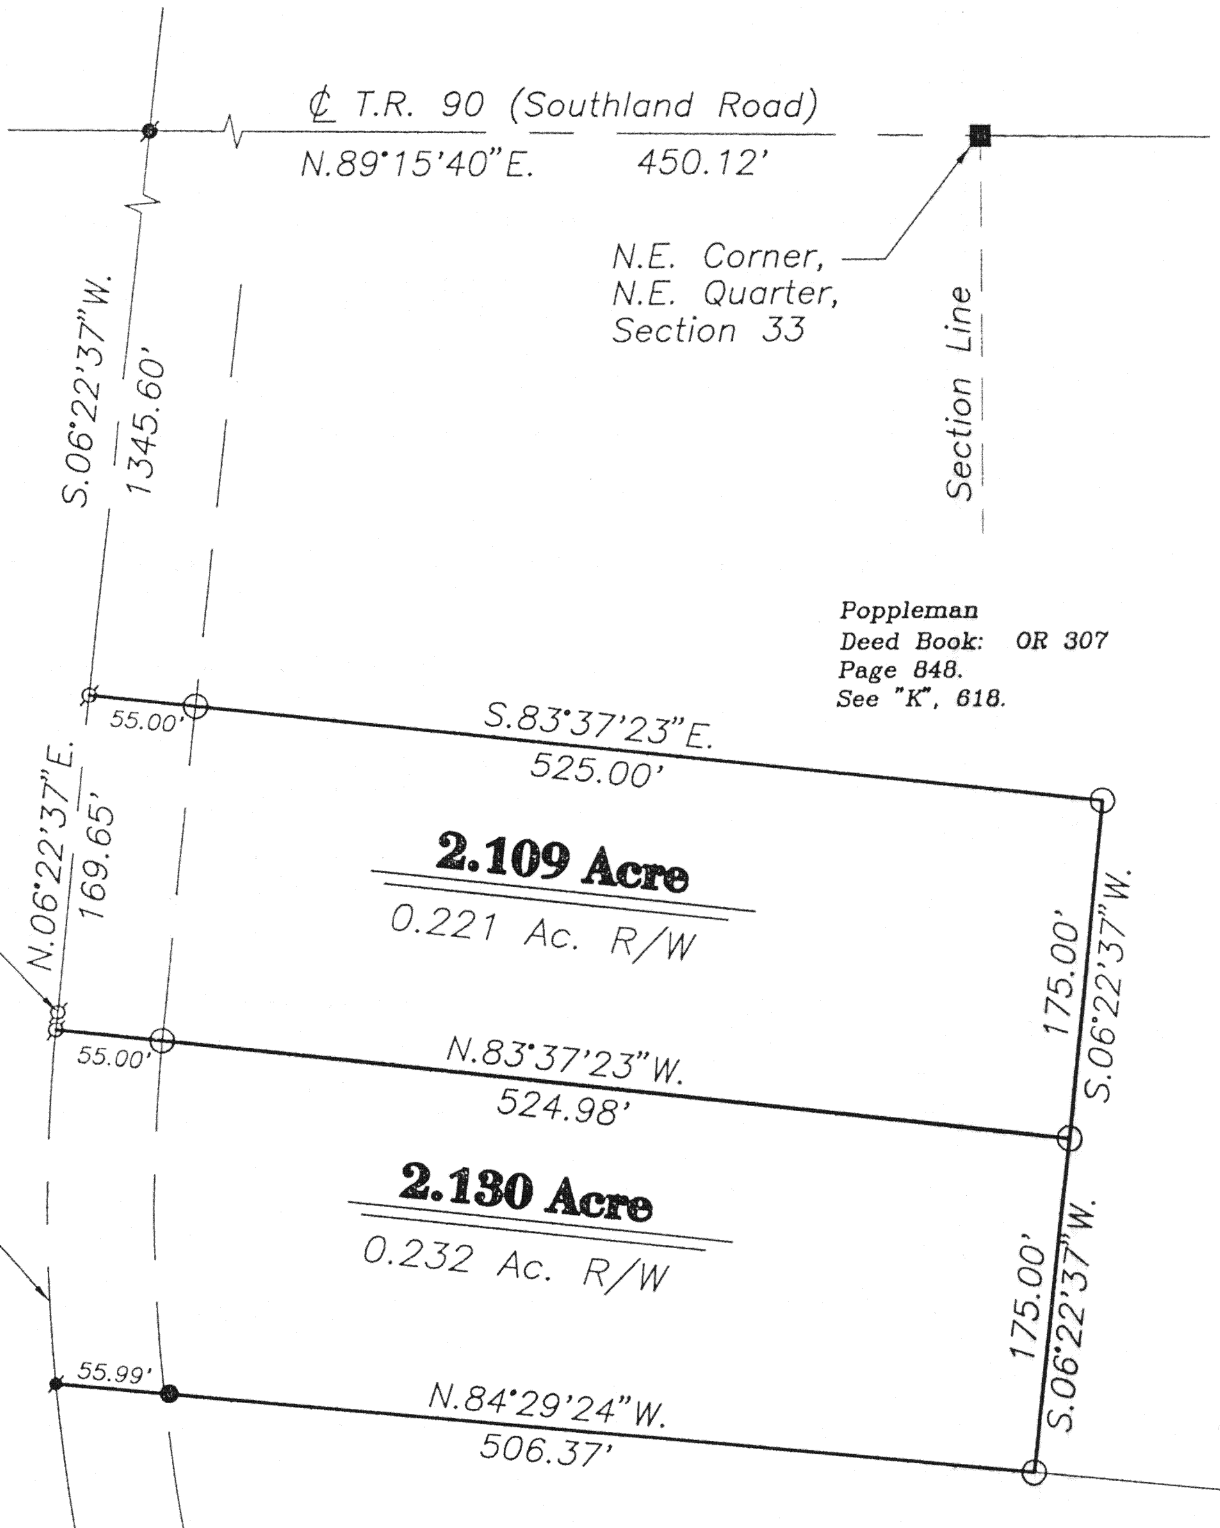 ℄ T.R. 90 (Southland Road)
N.89°15'40"E. 450.12'
N.E. Corner,
N.E. Quarter,
Section 33
Section Line
S.06°22'37"W.
1345.60'
Poppleman
Deed Book: OR 307
Page 848.
See "K", 618.
55.00'
S.83°37'23"E.
525.00'
N.06°22'37"E.
169.65'
2.109 Acre
0.221 Ac. R/W
175.00'
S.06°22'37"W.
55.00'
N.83°37'23"W.
524.98'
2.130 Acre
0.232 Ac. R/W
175.00'
S.06°22'37"W.
55.99'
N.84°29'24"W.
506.37'